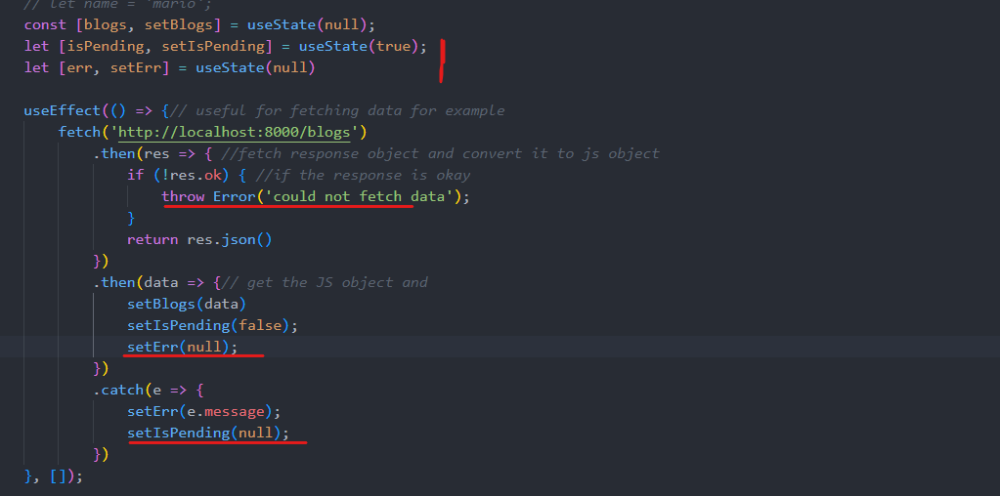 // let name = 'mario';
const [blogs, setBlogs] = useState(null);
let [isPending, setIsPending] = useState(true);
let [err, setErr] = useState(null)
useEffect(() => {// useful for fetching data for example
fetch('http://localhost:8000/blogs')
.then(res => { //fetch response object and convert it to js object
if (!res.ok) { //if the response is okay
throw Error('could not fetch data');
}
return res.json()
})
.then(data => {// get the JS object and
setBlogs(data)
setIsPending(false);
setErr(null);
})
.catch(e => {
setErr(e.message);
setIsPending(null);
})
}, []);